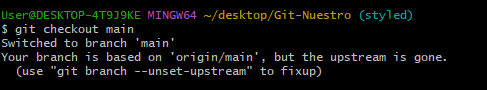 User@DESKTOP-4T9J9KE MINGW64 ~/desktop/Git-Nuestro (styled)
$ git checkout main
Switched to branch 'main'
Your branch is based on 'origin/main', but the upstream is gone.
  (use "git branch --unset-upstream" to fixup)